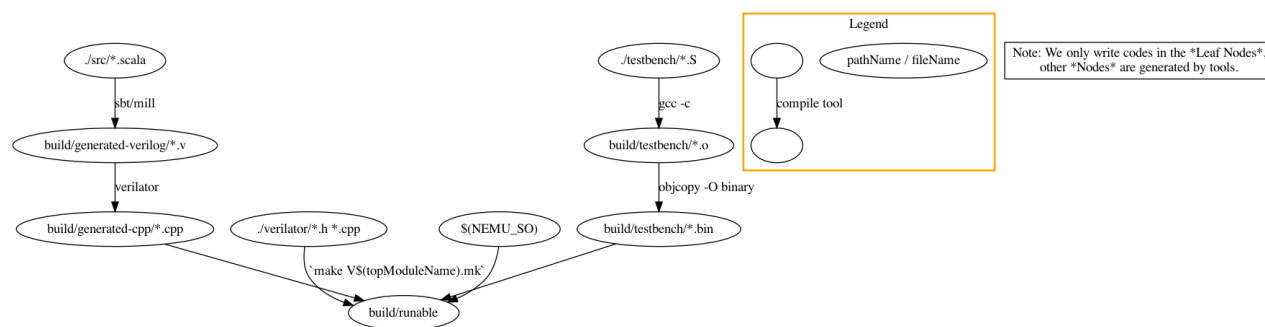 Legend
./src/*.scala
./testbench/*.S
pathName / fileName
Note: We only write codes in the *Leaf Nodes*,
other *Nodes* are generated by tools.
sbt/mill
gcc -c
compile tool
build/generated-verilog/*.v
build/testbench/*.o
verilator
objcopy -O binary
build/generated-cpp/*.cpp
./verilator/*.h *.cpp
$(NEMU_SO)
build/testbench/*.bin
`make V$(topModuleName).mk`
build/runable